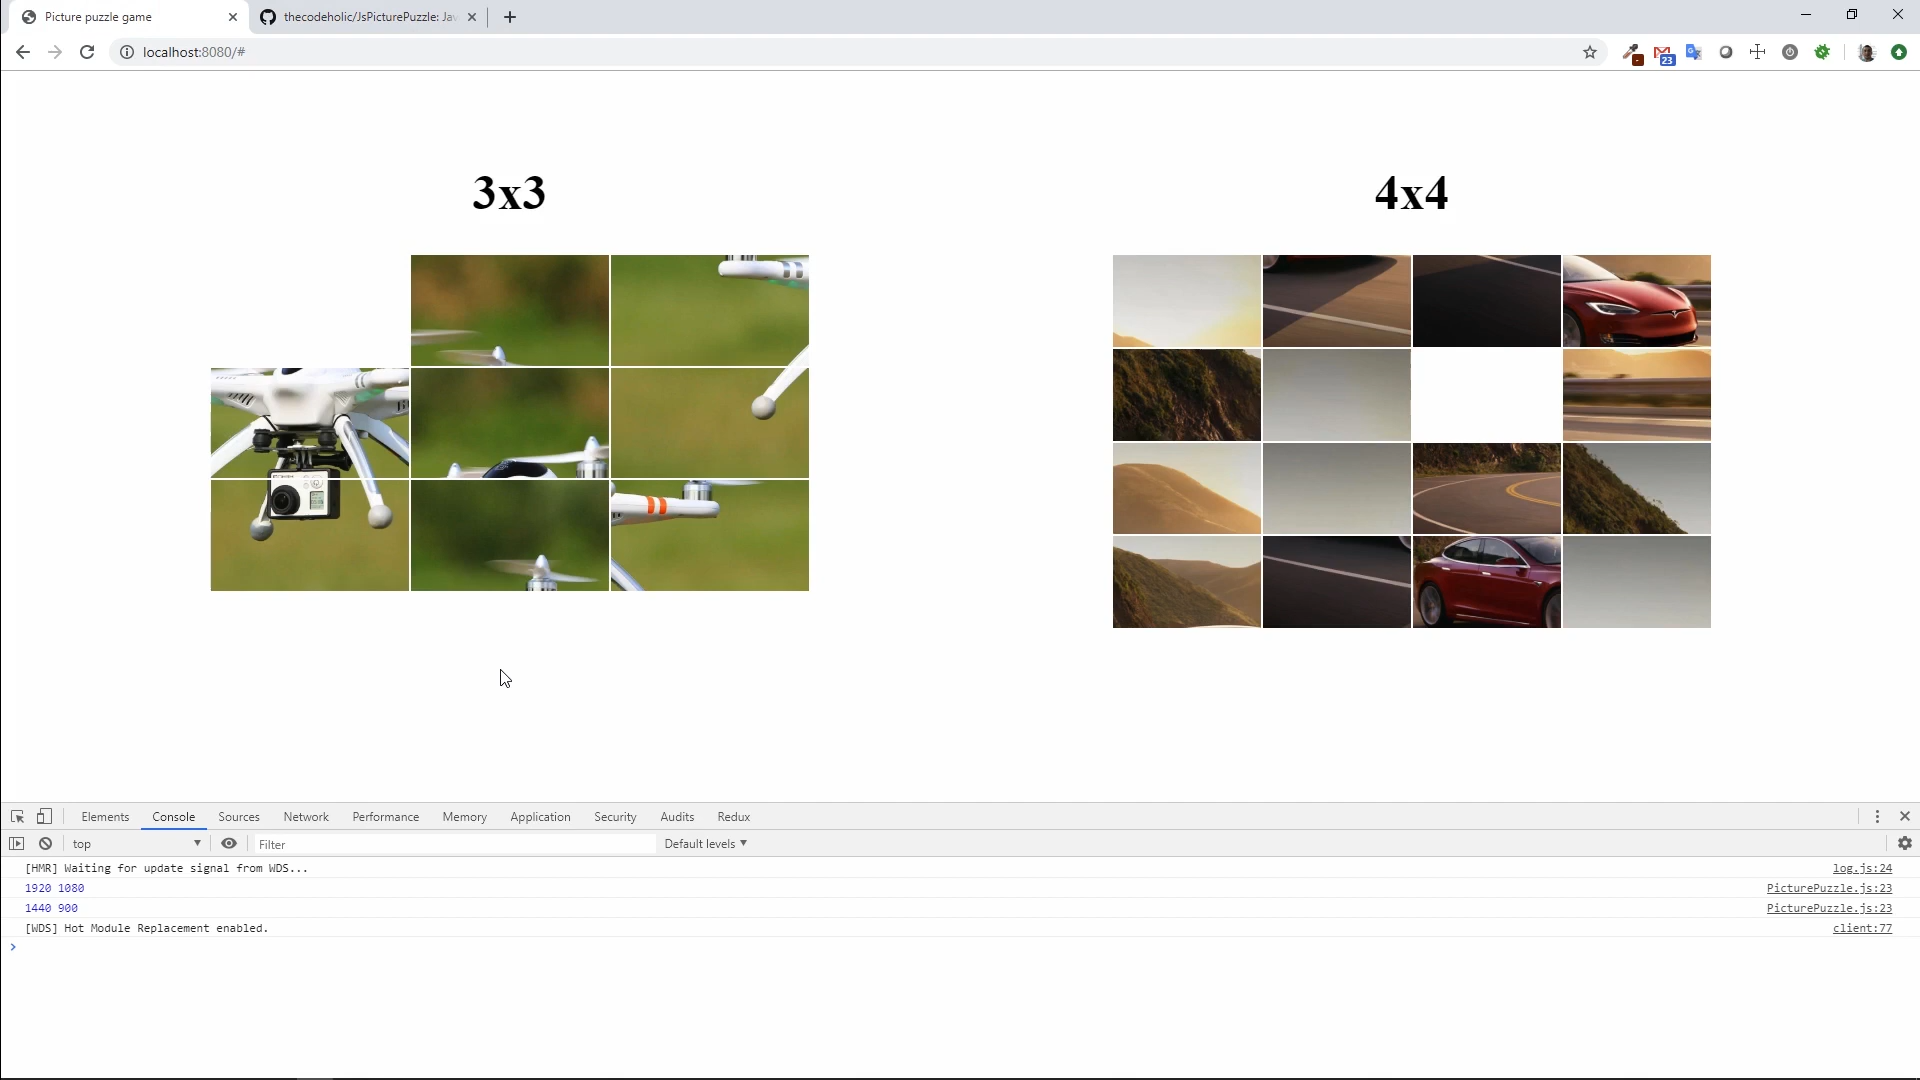 Picture puzzle game
thecodeholic/JsPicturePuzzle: Jav
localhost:8080/#
23
3x3
4x4
Elements Console Sources Network Performance Memory Application Security Audits Redux
top Filter Default levels
[HMR] Waiting for update signal from WDS... log.js:24
1920 1080 PicturePuzzle.js:23
1440 900 PicturePuzzle.js:23
[WDS] Hot Module Replacement enabled. client:77